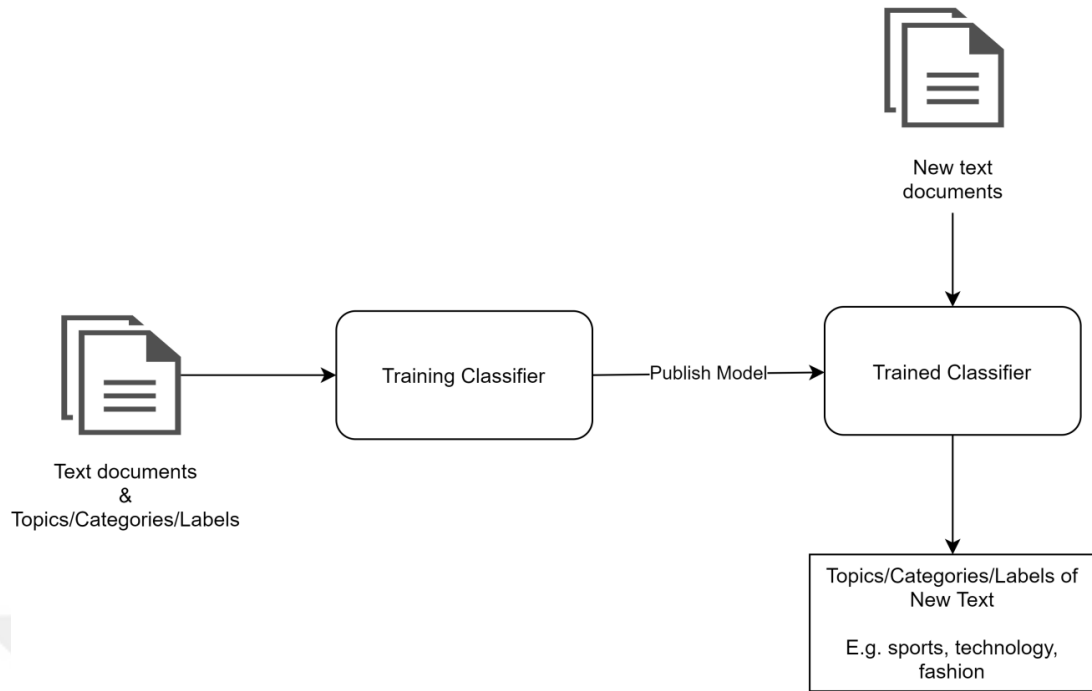 New text
documents
Text documents
&
Topics/Categories/Labels
Training Classifier
Publish Model
Trained Classifier
Topics/Categories/Labels of
New Text
E.g. sports, technology,
fashion